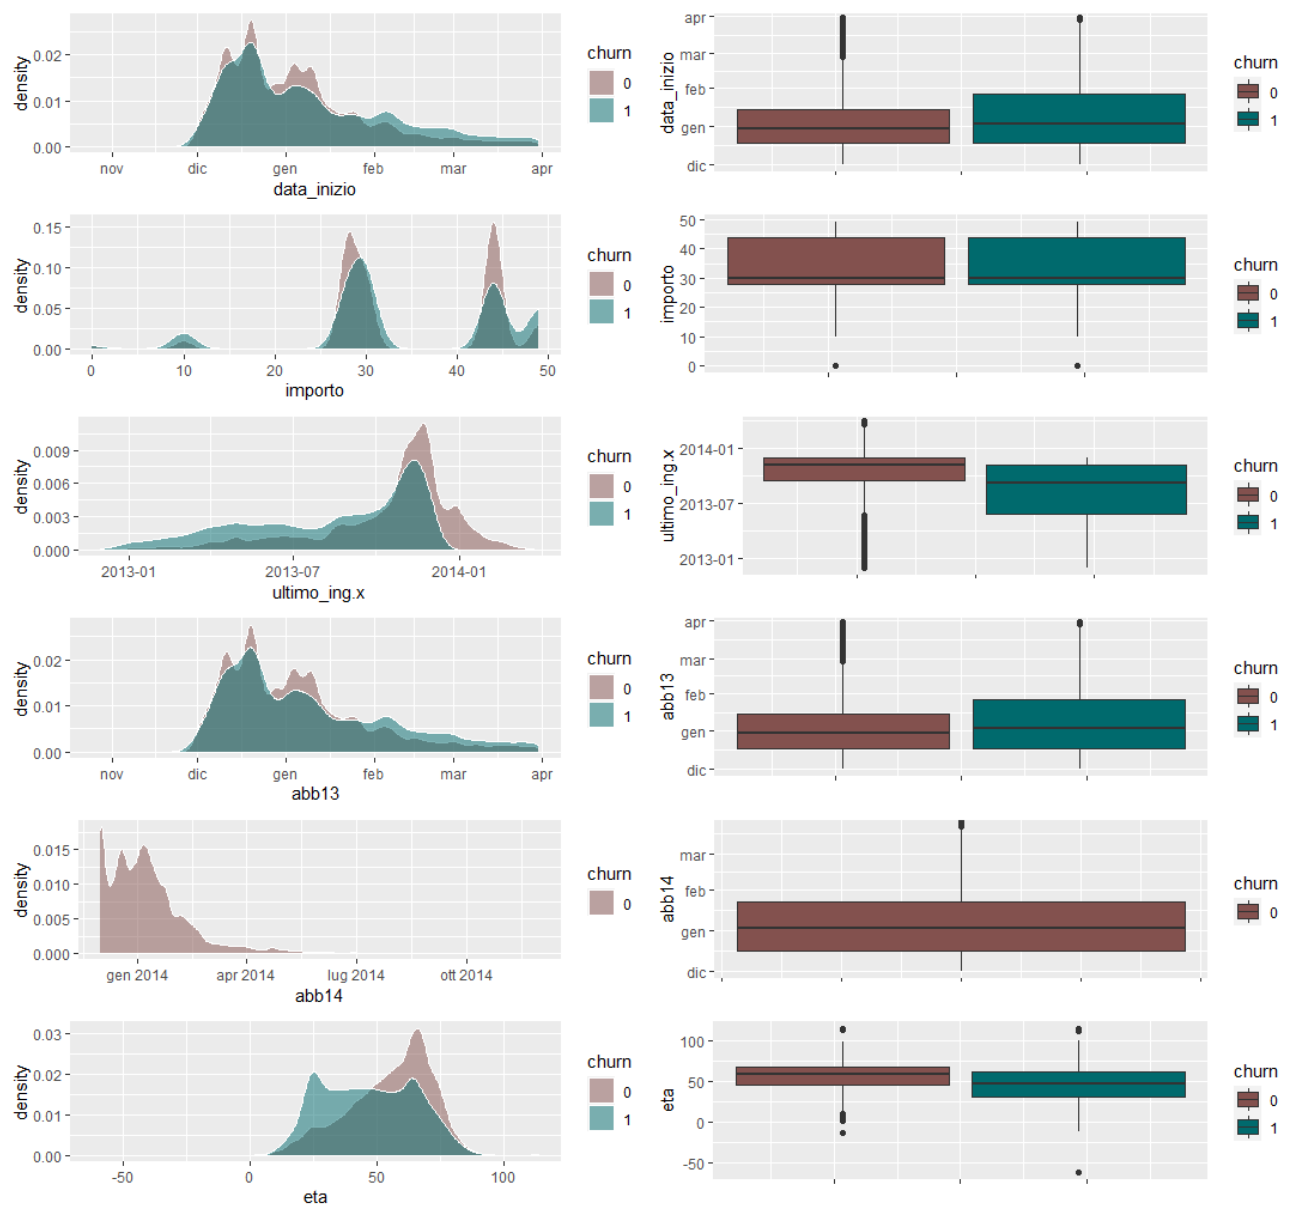 density
0.02
0.01
0.00
nov dic gen feb mar apr
data_inizio
churn
0
1
data_inizio
apr
mar
feb
gen
dic
churn
0
1
density
0.15
0.10
0.05
0.00
0 10 20 30 40 50
importo
churn
0
1
importo
50
40
30
20
10
0
churn
0
1
density
0.009
0.006
0.003
0.000
2013-01 2013-07 2014-01
ultimo_ing.x
churn
0
1
ultimo_ing.x
2014-01
2013-07
2013-01
churn
0
1
density
0.02
0.01
0.00
nov dic gen feb mar apr
abb13
churn
0
1
abb13
apr
mar
feb
gen
dic
churn
0
1
density
0.015
0.010
0.005
0.000
gen 2014 apr 2014 lug 2014 ott 2014
abb14
churn
0
abb14
mar
feb
gen
dic
churn
0
density
0.03
0.02
0.01
0.00
-50 0 50 100
eta
churn
0
1
eta
100
50
0
-50
churn
0
1